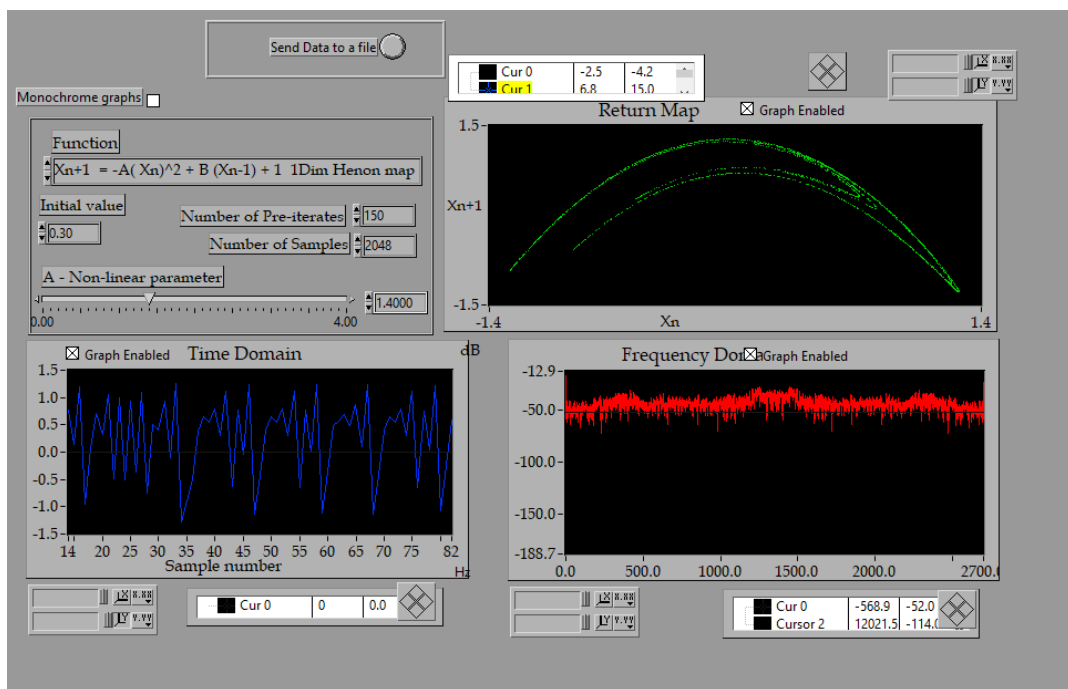 Send Data to a file
Cur 0 -2.5 -4.2
Cur 1 6.8 15.0
Monochrome graphs
Return Map
Graph Enabled
Function
Xn+1 = -A( Xn)^2 + B (Xn-1) + 1 1Dim Henon map
Initial value
0.30
Number of Pre-iterates 150
Number of Samples 2048
A - Non-linear parameter
1.4000
0.00 4.00
1.5
Xn+1
-1.5
-1.4 Xn 1.4
Graph Enabled
Time Domain
1.5
1.0
0.5
0.0
-0.5
-1.0
-1.5
14 20 25 30 35 40 45 50 55 60 65 70 75 82
Sample number
Hz
dB
Frequency Doma
Graph Enabled
-12.9
-50.0
-100.0
-150.0
-188.7
0.0 500.0 1000.0 1500.0 2000.0 2700.0
Cur 0 0 0.0
Cur 0 -568.9 -52.0
Cursor 2 12021.5 -114.0